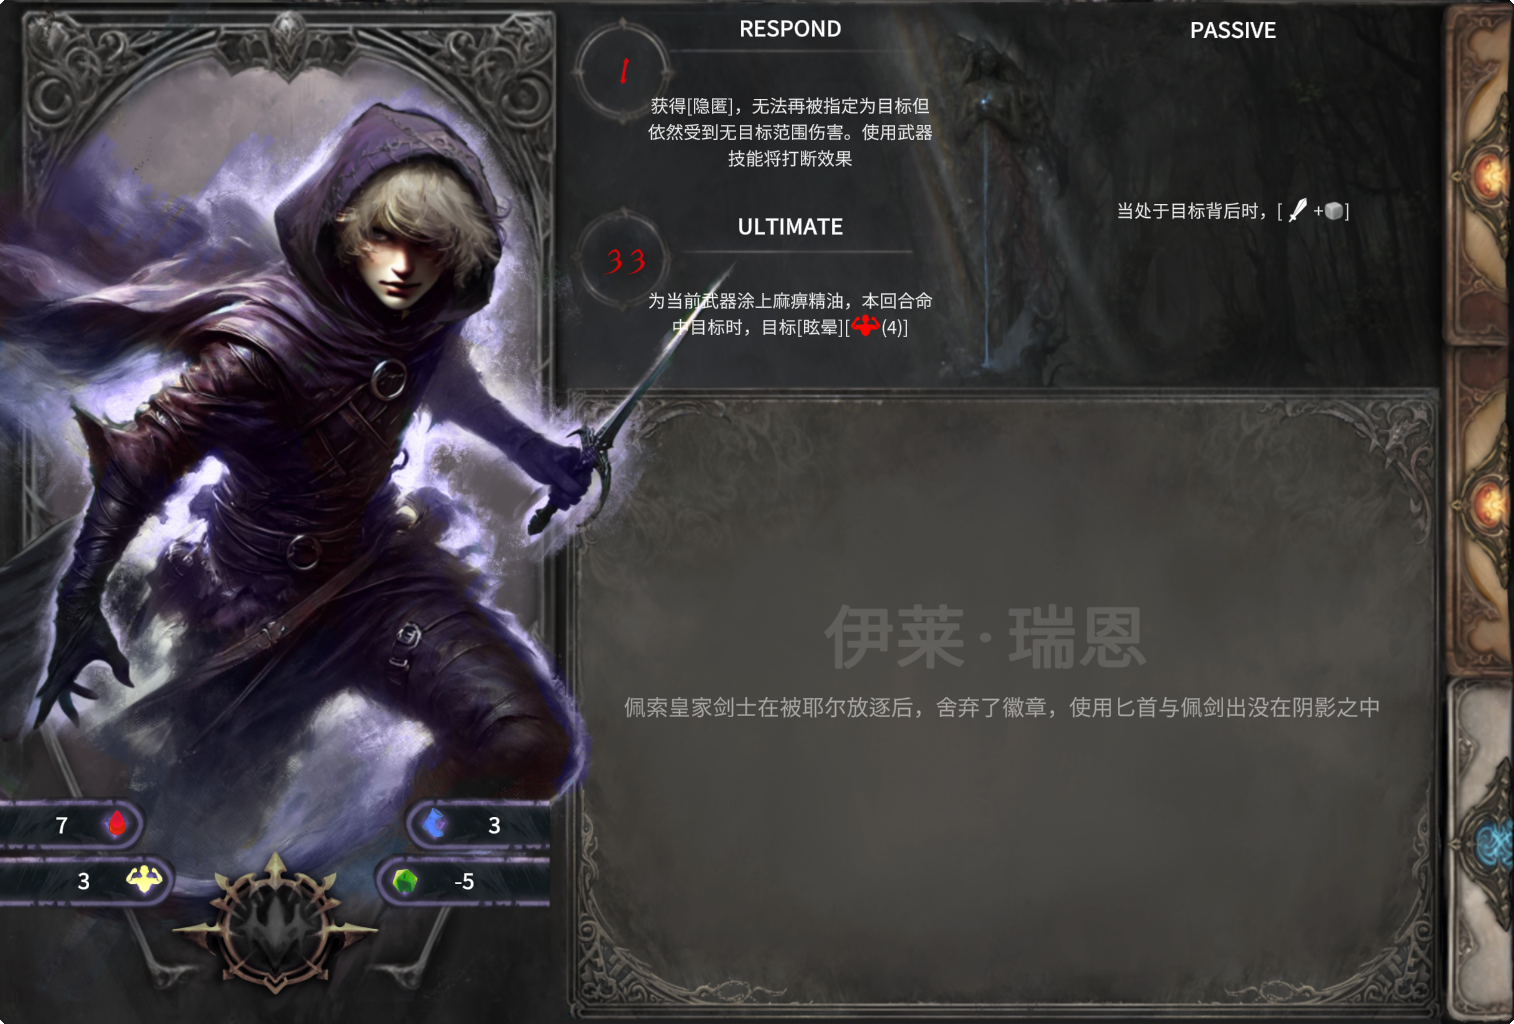 RESPOND
1
获得[隐匿]，无法再被指定为目标但
依然受到无目标范围伤害。使用武器
技能将打断效果
ULTIMATE
33
为当前武器涂上麻痹精油，本回合命
中目标时，目标[眩晕][(4)]
PASSIVE
当处于目标背后时，[+]
伊莱·瑞恩
佩索皇家剑士在被耶尔放逐后，舍弃了徽章，使用匕首与佩剑出没在阴影之中
7
3
3
-5